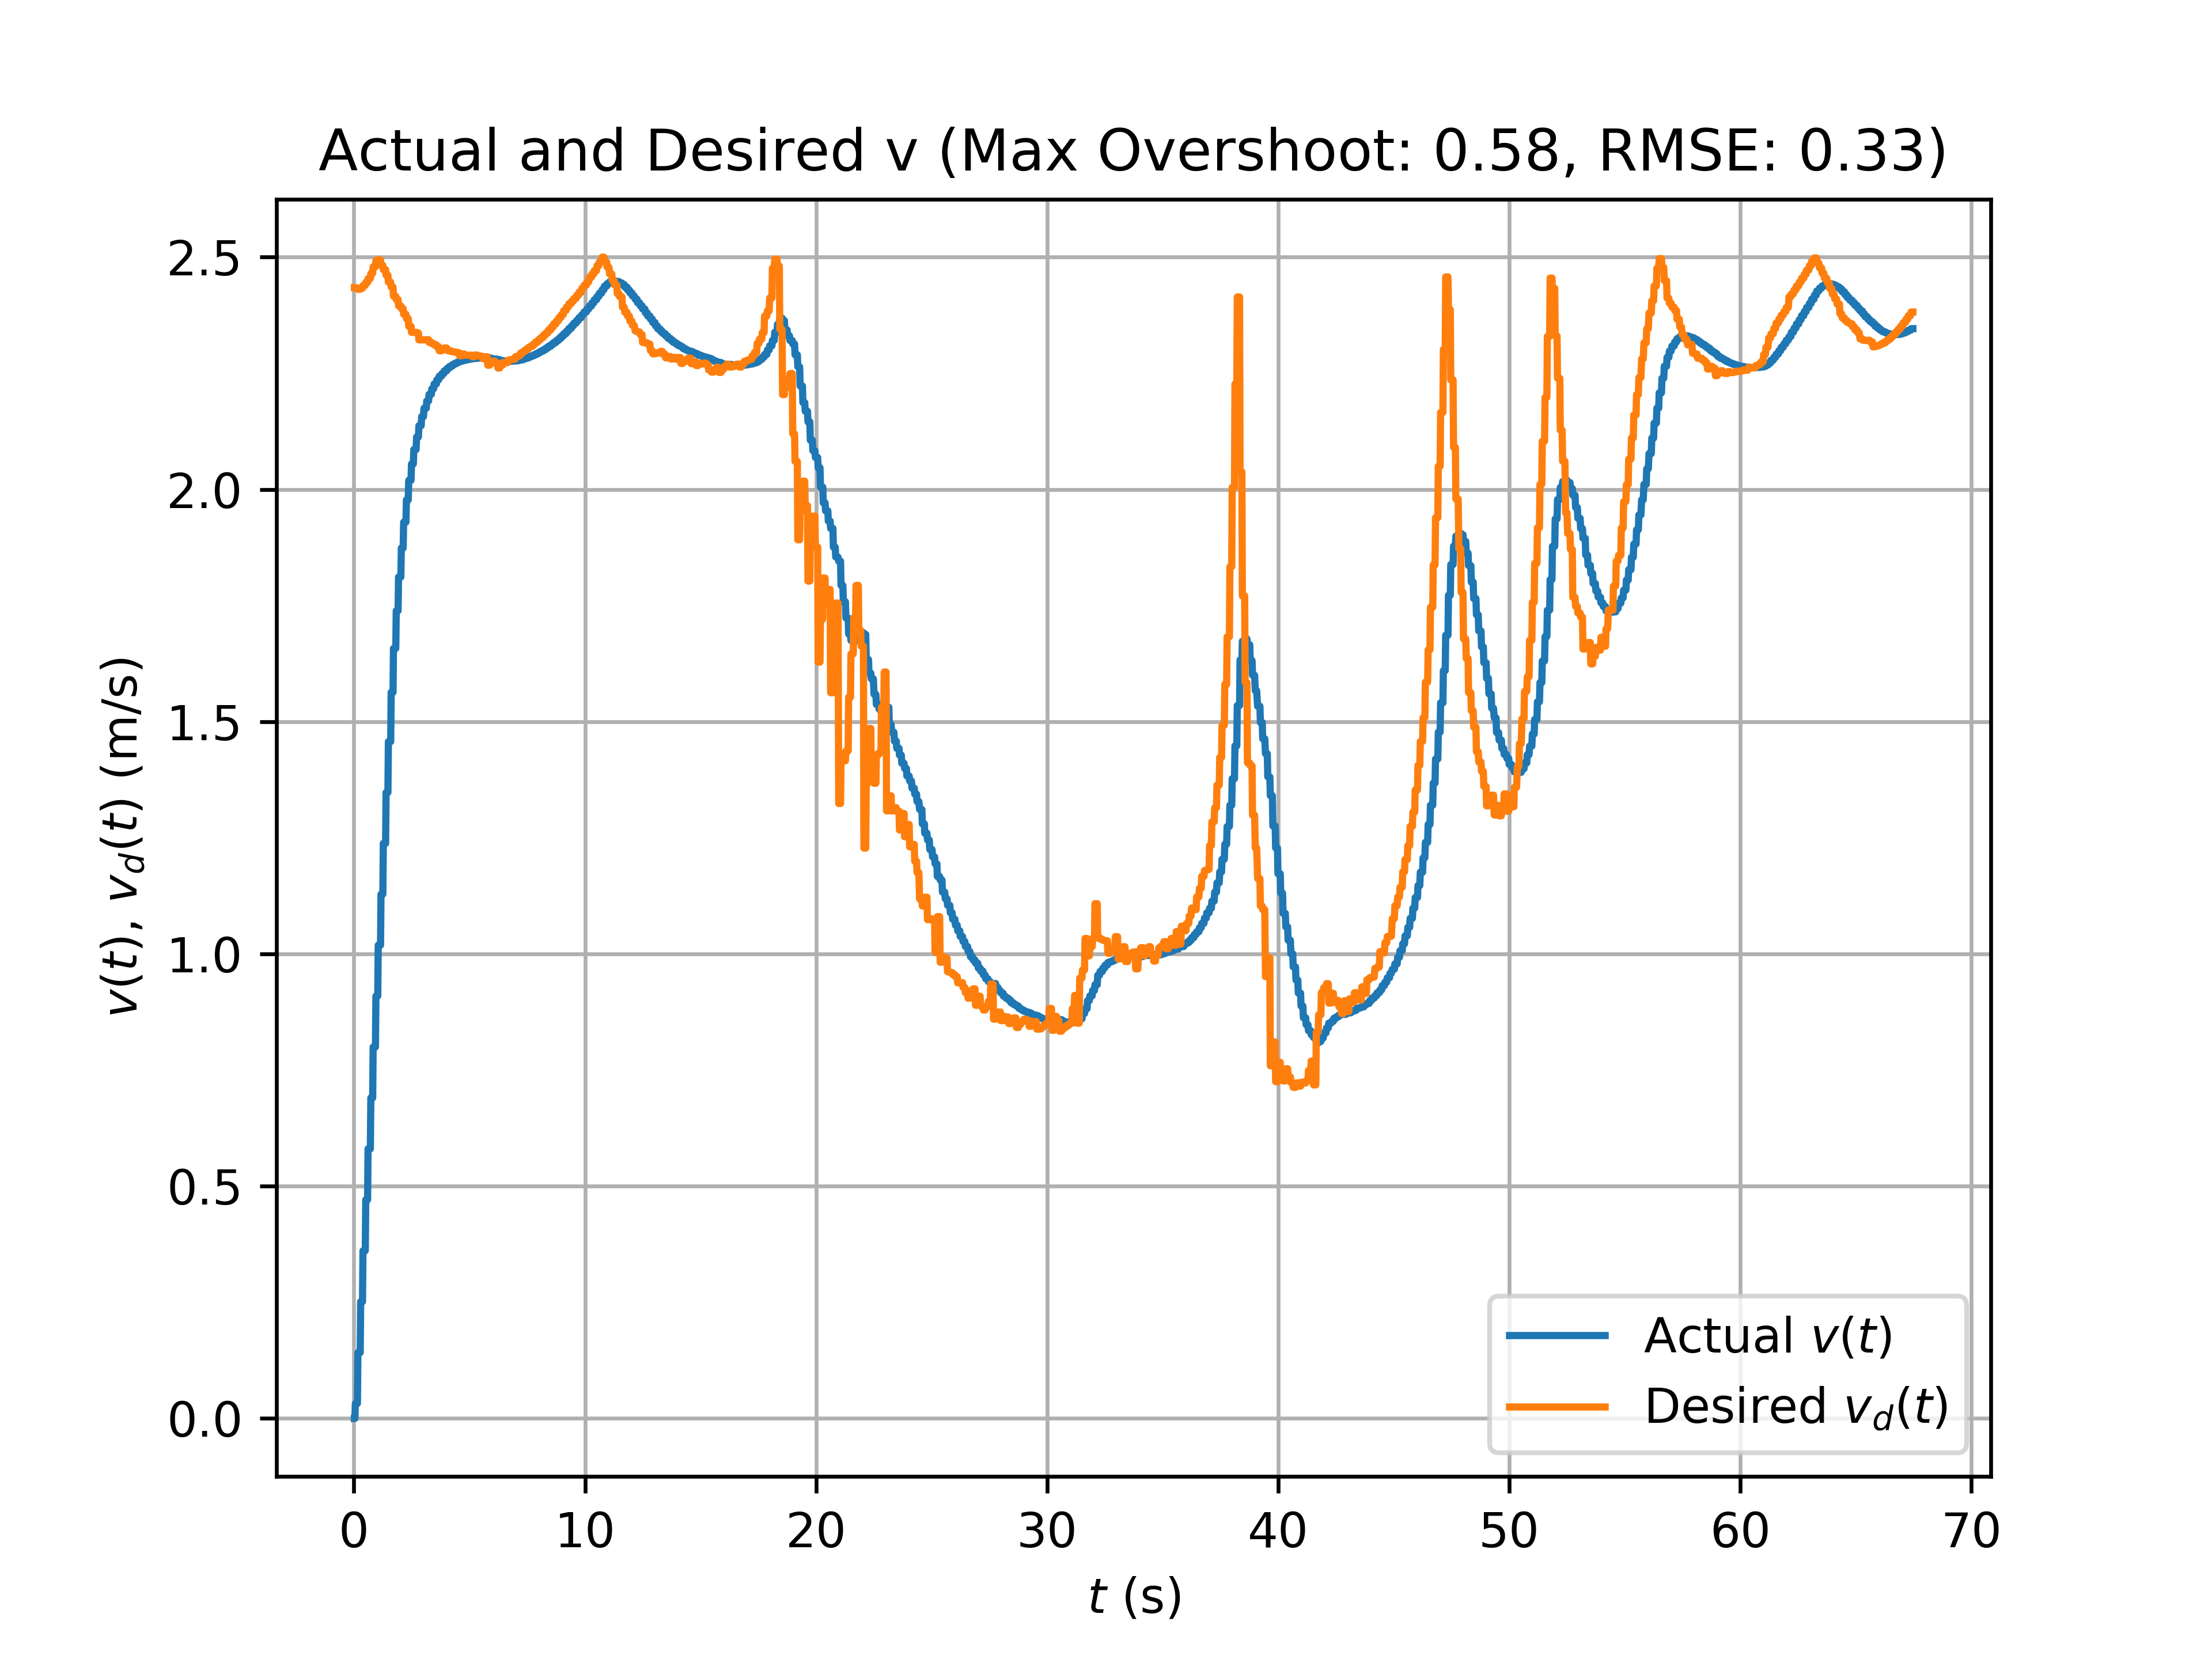 Actual and Desired v (Max Overshoot: 0.58, RMSE: 0.33)
v(t), v_d(t) (m/s)
2.5
2.0
1.5
1.0
0.5
0.0
Actual v(t)
Desired v_d(t)
0 10 20 30 40 50 60 70
t (s)